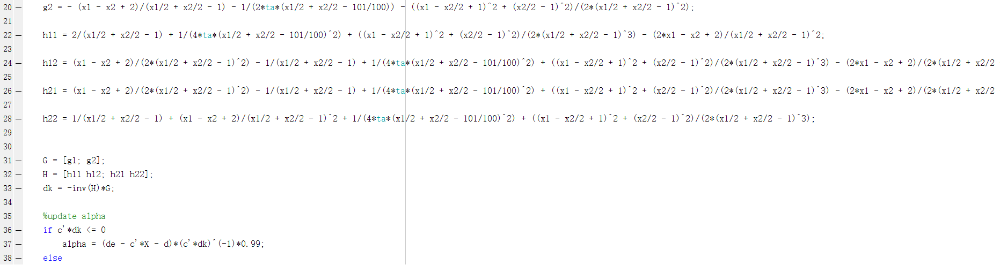 20 — g2 = - (x1 - x2 + 2)/(x1/2 + x2/2 - 1) - 1/(2*ta*(x1/2 + x2/2 - 101/100)) - ((x1 - x2/2 + 1)^2 + (x2/2 - 1)^2)/(2*(x1/2 + x2/2 - 1)^2);
21
22 — h11 = 2/(x1/2 + x2/2 - 1) + 1/(4*ta*(x1/2 + x2/2 - 101/100)^2) + ((x1 - x2/2 + 1)^2 + (x2/2 - 1)^2)/(2*(x1/2 + x2/2 - 1)^3) - (2*x1 - x2 + 2)/(x1/2 + x2/2 - 1)^2;
23
24 — h12 = (x1 - x2 + 2)/(2*(x1/2 + x2/2 - 1)^2) - 1/(x1/2 + x2/2 - 1) + 1/(4*ta*(x1/2 + x2/2 - 101/100)^2) + ((x1 - x2/2 + 1)^2 + (x2/2 - 1)^2)/(2*(x1/2 + x2/2 - 1)^3) - (2*x1 - x2 + 2)/(2*(x1/2 + x2/2
25
26 — h21 = (x1 - x2 + 2)/(2*(x1/2 + x2/2 - 1)^2) - 1/(x1/2 + x2/2 - 1) + 1/(4*ta*(x1/2 + x2/2 - 101/100)^2) + ((x1 - x2/2 + 1)^2 + (x2/2 - 1)^2)/(2*(x1/2 + x2/2 - 1)^3) - (2*x1 - x2 + 2)/(2*(x1/2 + x2/2
27
28 — h22 = 1/(x1/2 + x2/2 - 1) + (x1 - x2 + 2)/(x1/2 + x2/2 - 1)^2 + 1/(4*ta*(x1/2 + x2/2 - 101/100)^2) + ((x1 - x2/2 + 1)^2 + (x2/2 - 1)^2)/(2*(x1/2 + x2/2 - 1)^3);
29
30
31 — G = [g1; g2];
32 — H = [h11 h12; h21 h22];
33 — dk = -inv(H)*G;
34
35 %update alpha
36 — if c'*dk <= 0
37 — alpha = (de - c'*X - d)*(c'*dk)^(-1)*0.99;
38 — else